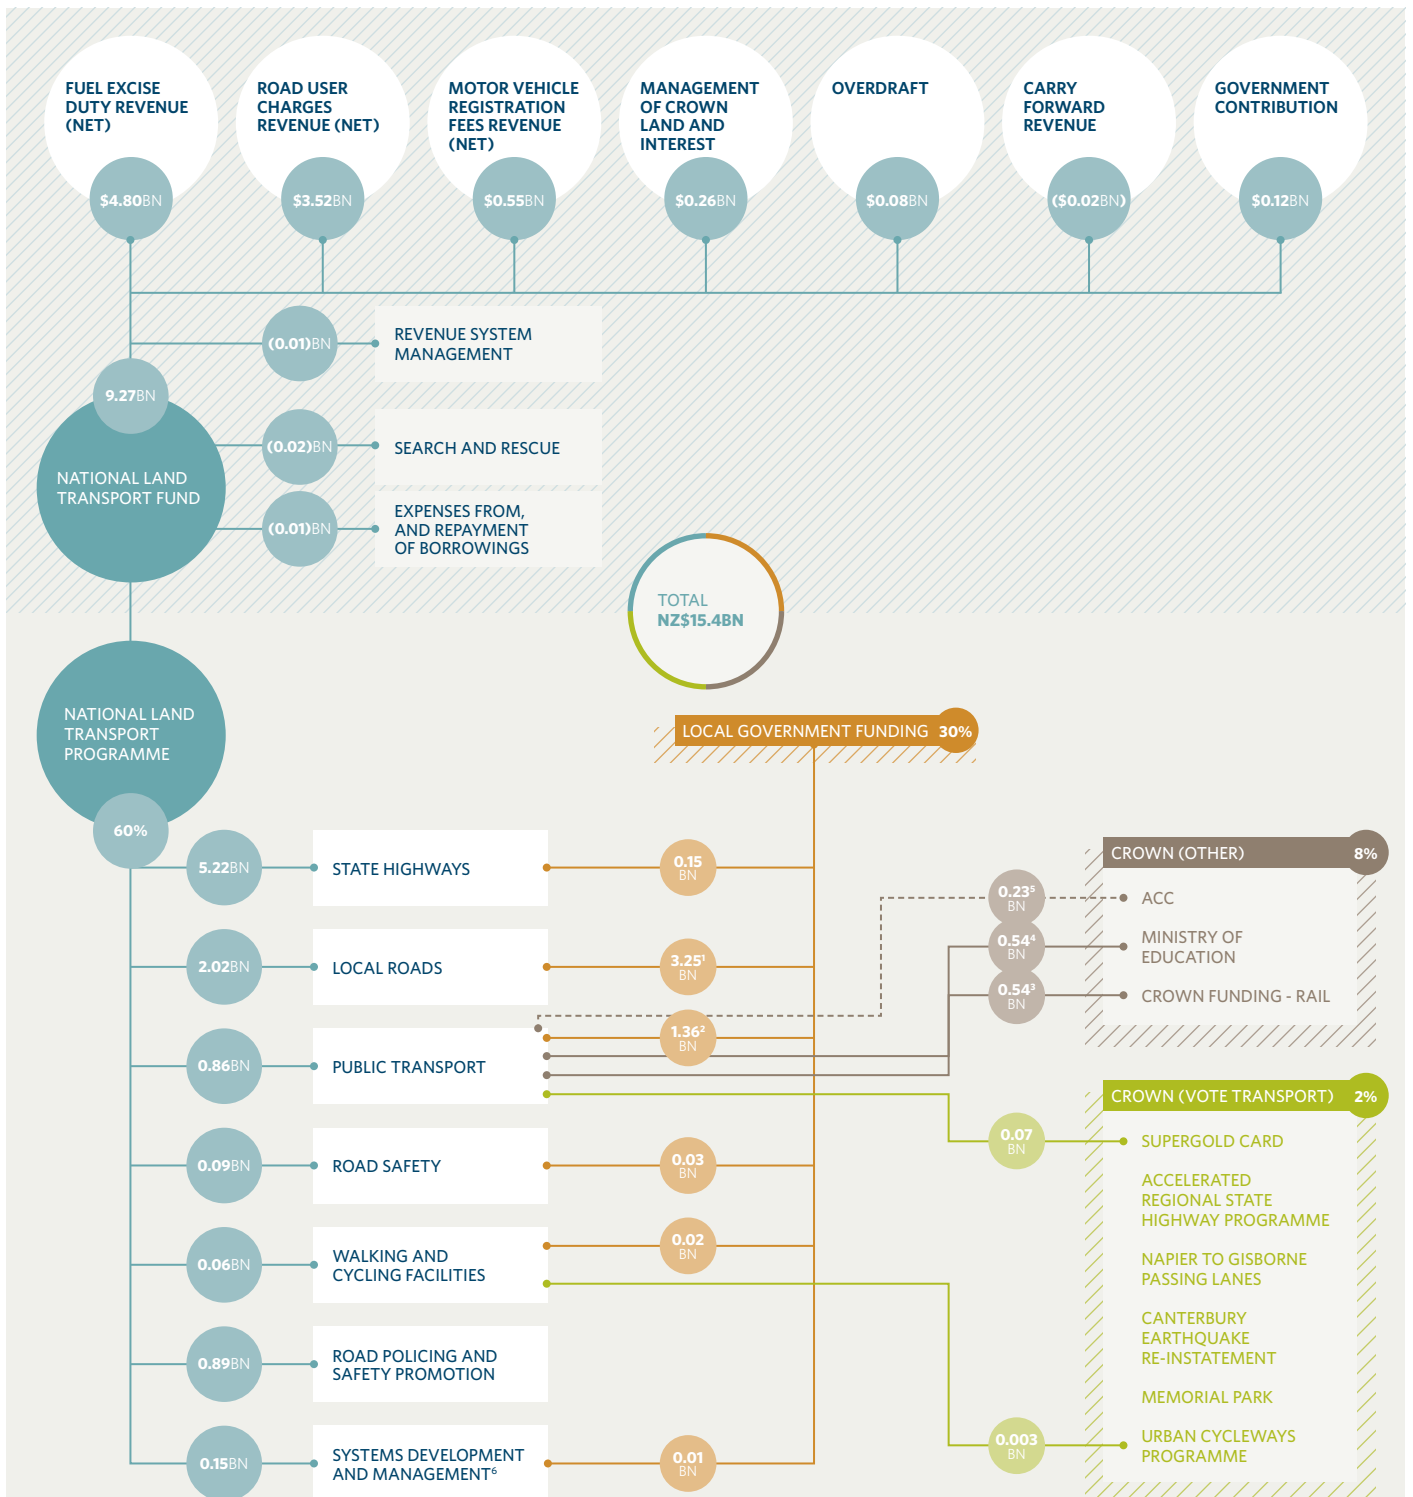 FUEL EXCISE
DUTY REVENUE
(NET)
$4.80BN
ROAD USER
CHARGES
REVENUE (NET)
$3.52BN
MOTOR VEHICLE
REGISTRATION
FEES REVENUE
(NET)
$0.55BN
MANAGEMENT
OF CROWN
LAND AND
INTEREST
$0.26BN
OVERDRAFT
$0.08BN
CARRY
FORWARD
REVENUE
($0.02BN)
GOVERNMENT
CONTRIBUTION
$0.12BN
(0.01)BN
REVENUE SYSTEM
MANAGEMENT
9.27BN
NATIONAL LAND
TRANSPORT FUND
(0.02)BN
SEARCH AND RESCUE
(0.01)BN
EXPENSES FROM,
AND REPAYMENT
OF BORROWINGS
TOTAL
NZ$15.4BN
NATIONAL LAND
TRANSPORT
PROGRAMME
60%
LOCAL GOVERNMENT FUNDING 30%
5.22BN
STATE HIGHWAYS
0.15
BN
2.02BN
LOCAL ROADS
3.25¹
BN
0.86BN
PUBLIC TRANSPORT
1.36²
BN
0.09BN
ROAD SAFETY
0.03
BN
0.06BN
WALKING AND
CYCLING FACILITIES
0.02
BN
0.89BN
ROAD POLICING AND
SAFETY PROMOTION
0.15BN
SYSTEMS DEVELOPMENT
AND MANAGEMENT⁶
0.01
BN
CROWN (OTHER) 8%
0.23⁵
BN
ACC
0.54⁴
BN
MINISTRY OF
EDUCATION
0.54³
BN
CROWN FUNDING - RAIL
CROWN (VOTE TRANSPORT) 2%
0.07
BN
SUPERGOLD CARD
ACCELERATED
REGIONAL STATE
HIGHWAY PROGRAMME
NAPIER TO GISBORNE
PASSING LANES
CANTERBURY
EARTHQUAKE
RE-INSTATEMENT
MEMORIAL PARK
0.003
BN
URBAN CYCLEWAYS
PROGRAMME